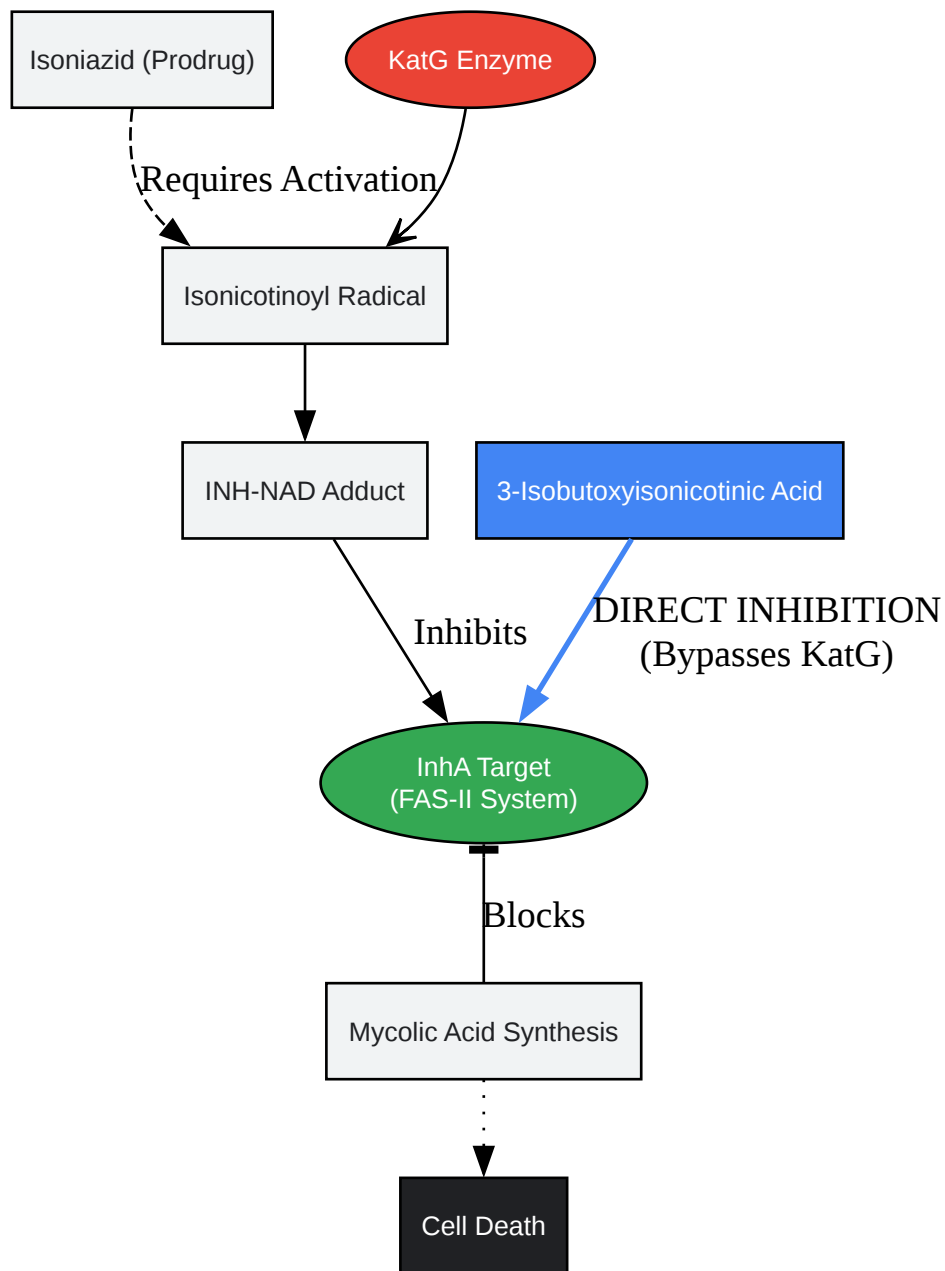 Isoniazid (Prodrug)
KatG Enzyme
Requires Activation
Isonicotinoyl Radical
INH-NAD Adduct
3-Isobutoxyisonicotinic Acid
Inhibits
DIRECT INHIBITION
(Bypasses KatG)
InhA Target
(FAS-II System)
Blocks
Mycolic Acid Synthesis
Cell Death